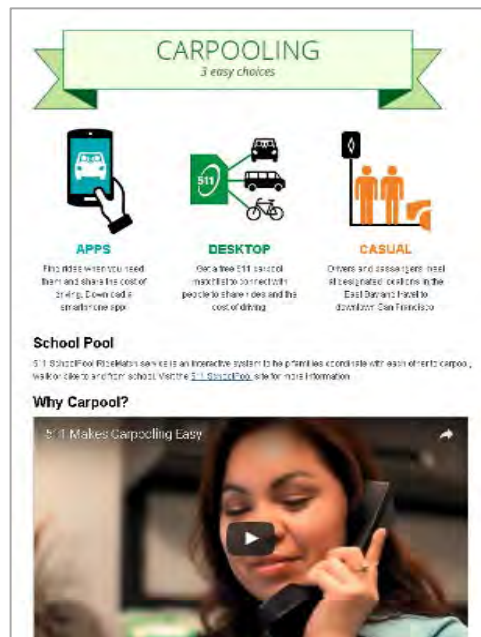 CARPOOLING
3 easy choices
511
APPS
DESKTOP
CASUAL
Find rides when you need
them and share the cost of
driving. Download a
smartphone app
Get a free 511 carpool
matchlist to connect with
people to share rides and the
cost of driving
Drivers and passengers meet
at designated locations in the
East Bay and travel to
downtown San Francisco
School Pool
511 SchoolPool RideMatch service is an interactive system to help families coordinate with each other to carpool,
walk or bike to and from school. Visit the 511 SchoolPool site for more information
Why Carpool?
511 Makes Carpooling Easy